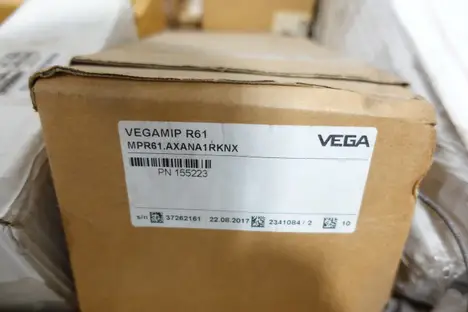 VEGAMIP R61
VEGA
MPR61.AXANA1RKNX
PN 155223
s/n 37262161 22.08.2017 2341084 / 2 10